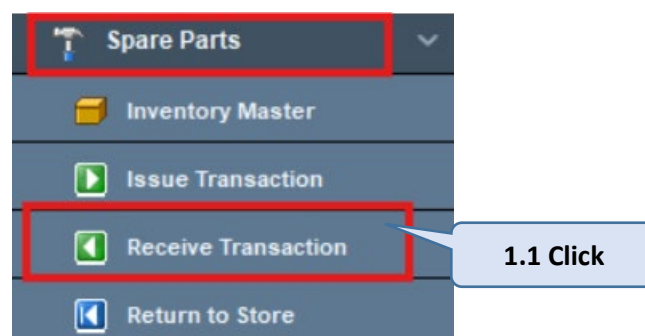 Spare Parts
Inventory Master
Issue Transaction
Receive Transaction
1.1 Click
Return to Store